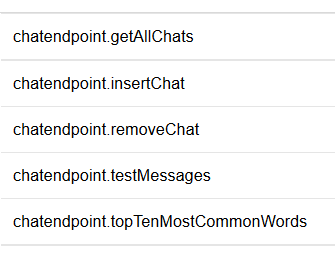 chatendpoint.getAllChats
chatendpoint.insertChat
chatendpoint.removeChat
chatendpoint.testMessages
chatendpoint.topTenMostCommonWords